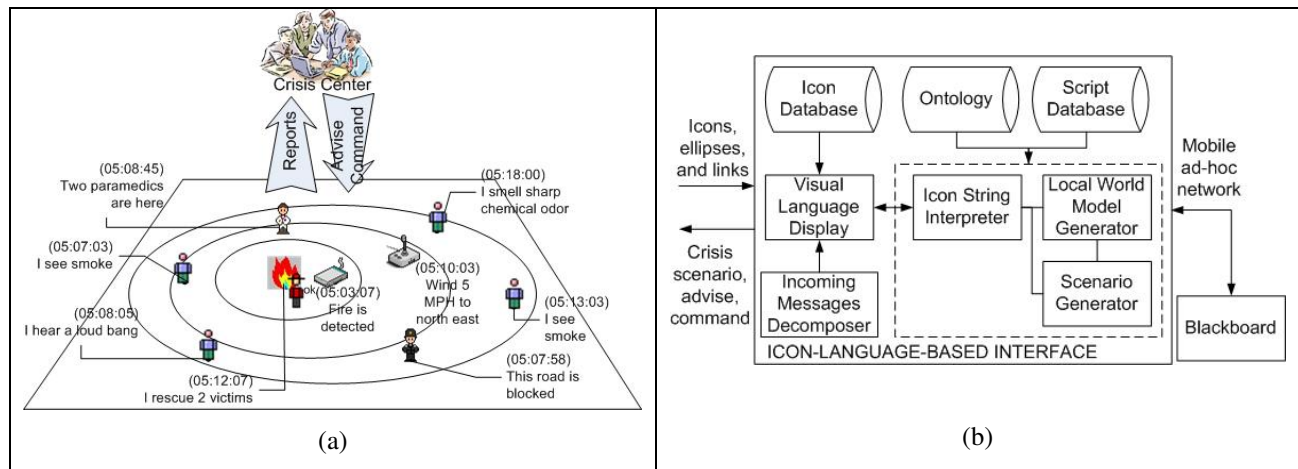 Crisis Center
Reports
Advise
Command
(05:08:45)
Two paramedics
are here
(05:18:00)
I smell sharp
chemical odor
(05:07:03)
I see smoke
(05:10:03)
Wind 5
MPH to
north east
ok
(05:03:07)
Fire is
detected
(05:13:03)
I see
smoke
(05:08:05)
I hear a loud bang
(05:07:58)
This road is
blocked
(05:12:07)
I rescue 2 victims
(a)
Icon
Database
Ontology
Script
Database
Icons,
ellipses,
and links
Mobile
ad-hoc
network
Visual
Language
Display
Icon String
Interpreter
Local World
Model
Generator
Crisis
scenario,
advise,
command
Incoming
Messages
Decomposer
Scenario
Generator
Blackboard
ICON-LANGUAGE-BASED INTERFACE
(b)